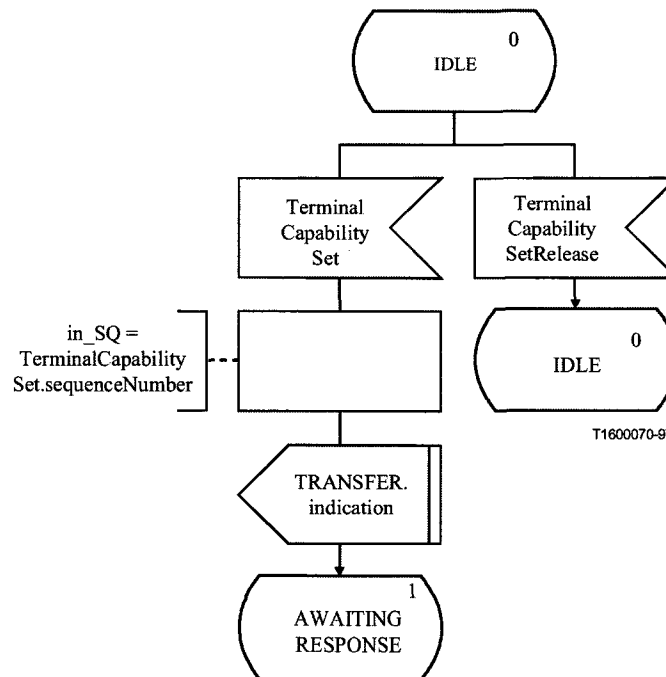 0
IDLE
Terminal
Capability
Set
Terminal
Capability
SetRelease
in_SQ =
TerminalCapability
Set.sequenceNumber
0
IDLE
T1600070-9
TRANSFER.
indication
1
AWAITING
RESPONSE